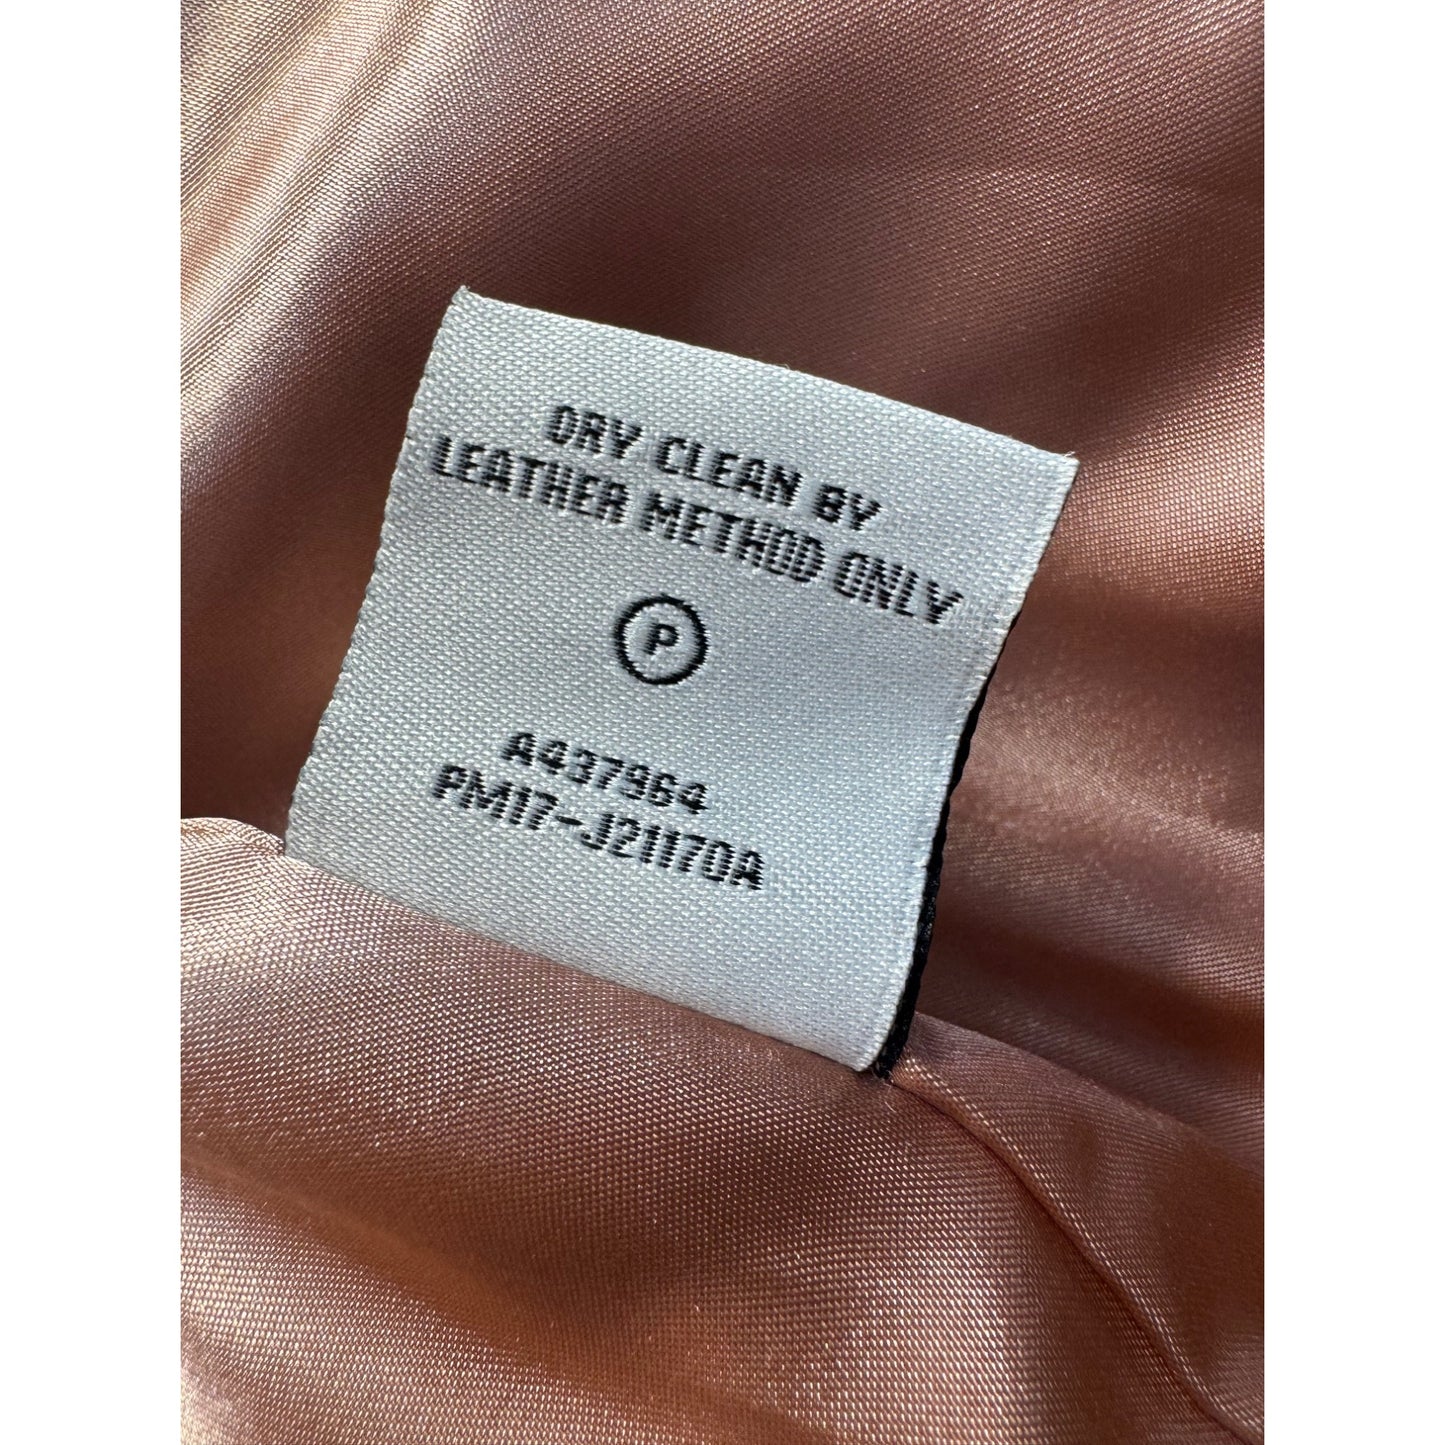 DRY CLEAN BY
LEATHER METHOD ONLY
P
A437964
PM17-J21170A